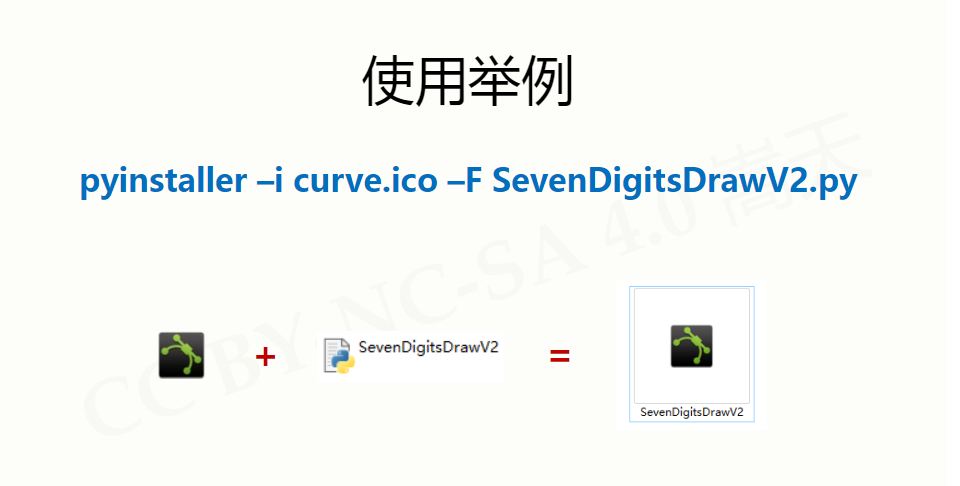 使用举例
pyinstaller –i curve.ico –F SevenDigitsDrawV2.py
CC BY NC-SA 4.0 嵩天
+ SevenDigitsDrawV2 =
SevenDigitsDrawV2